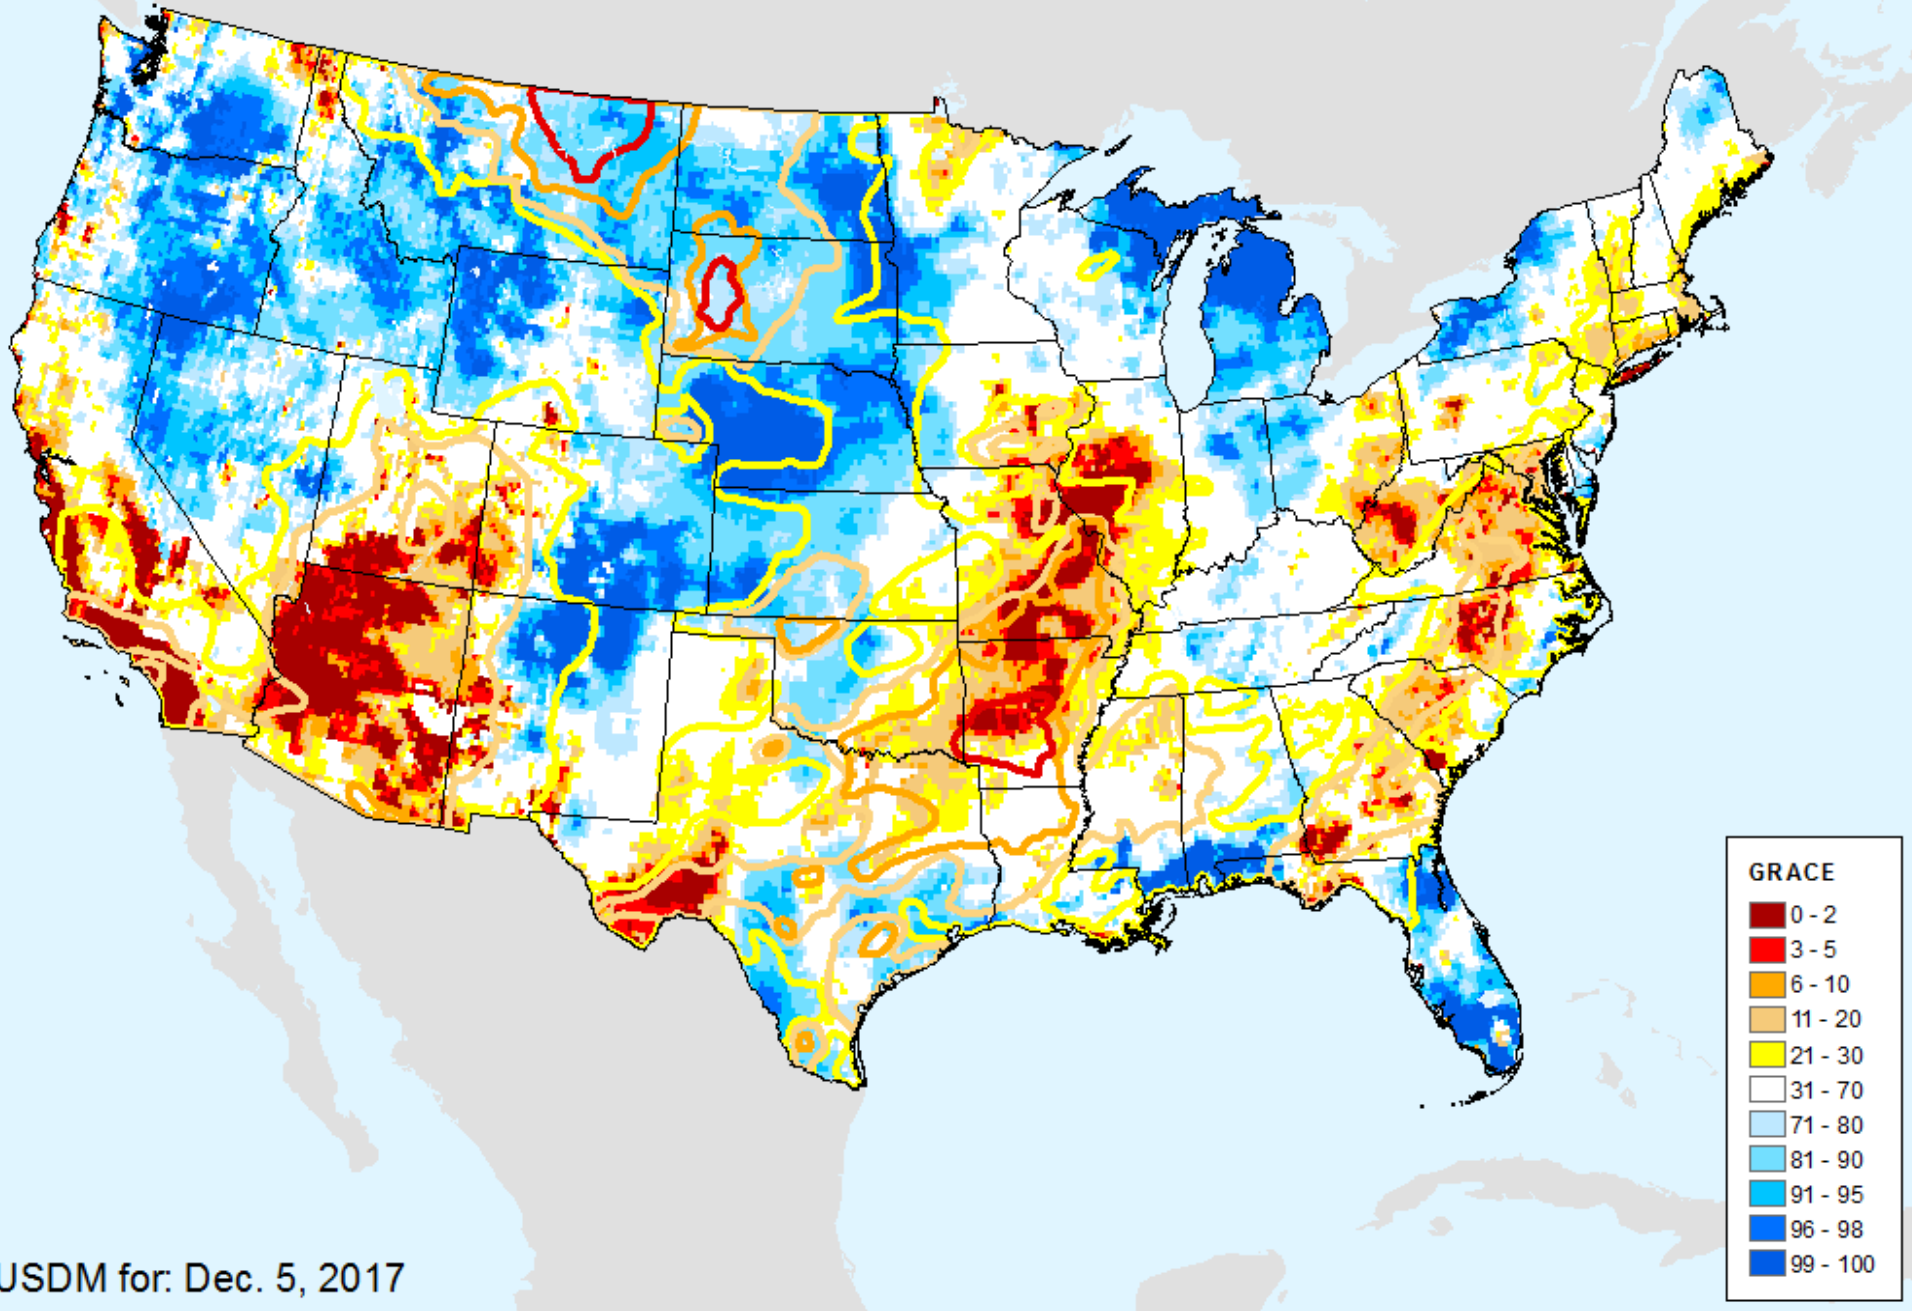 GRACE
0 - 2
3 - 5
6 - 10
11 - 20
21 - 30
31 - 70
71 - 80
81 - 90
91 - 95
96 - 98
99 - 100
USDM for: Dec. 5, 2017